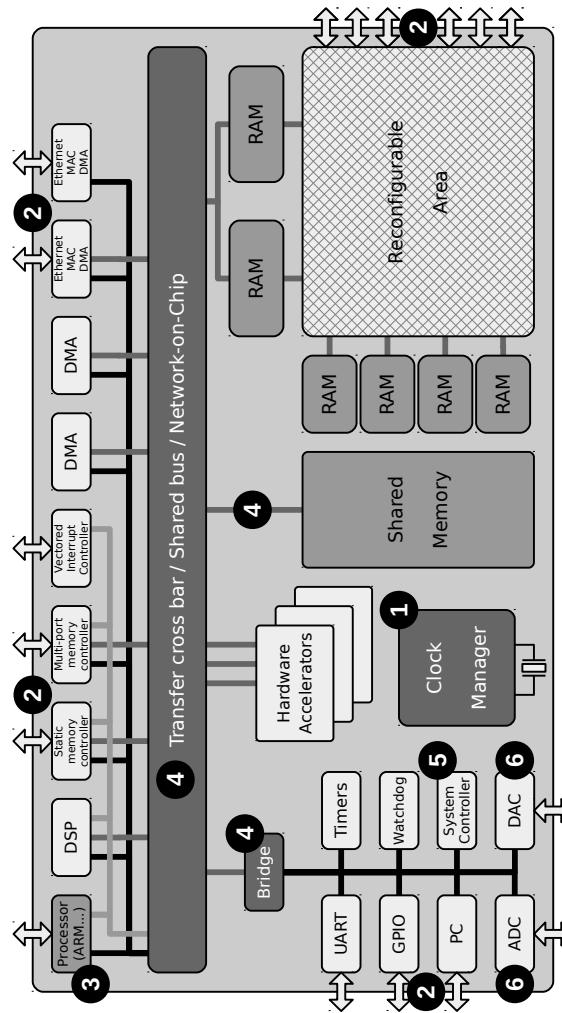 2
2
Processor
(ARM...)
3
DSP
Static
memory
controller
Multi-port
memory
controller
Vectored
Interrupt
Controller
DMA
DMA
Ethernet
MAC
DMA
Ethernet
MAC
DMA
4
Transfer cross bar / Shared bus / Network-on-Chip
Bridge
4
Hardware
Accelerators
4
RAM
RAM
UART
Timers
GPIO
Watchdog
2
PC
System
Controller
5
ADC
6
DAC
6
1
Clock
Manager
Shared
Memory
RAM
RAM
RAM
RAM
Reconfigurable
Area
2